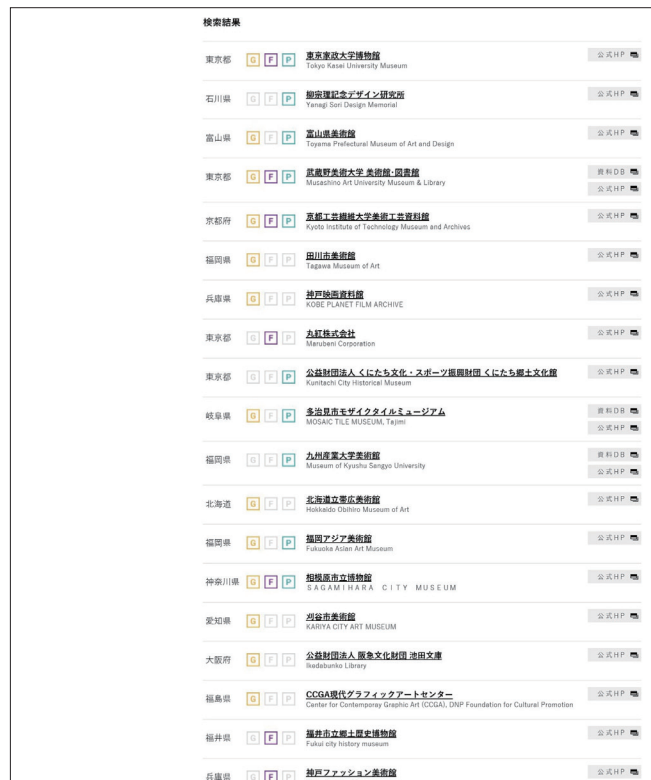 検索結果
東京都 G F P 東京家政大学博物館 公式HP
Tokyo Kasei University Museum
石川県 G F P 柳宗理記念デザイン研究所 公式HP
Yanagi Sori Design Memorial
富山県 G F P 富山県美術館 公式HP
Toyama Prefectural Museum of Art and Design
東京都 G F P 武蔵野美術大学 美術館・図書館 資料DB
Musashino Art University Museum & Library 公式HP
京都府 G F P 京都工芸繊維大学美術工芸資料館 公式HP
Kyoto Institute of Technology Museum and Archives
福岡県 G F P 田川市美術館 公式HP
Tagawa Museum of Art
兵庫県 G F P 神戸映画資料館 公式HP
KOBE PLANET FILM ARCHIVE
東京都 G F P 丸紅株式会社 公式HP
Marubeni Corporation
東京都 G F P 公益財団法人 くにたち文化・スポーツ振興財団 くにたち郷土文化館 公式HP
Kunitachi City Historical Museum
岐阜県 G F P 多治見市モザイクタイルミュージアム 資料DB
MOSAIC TILE MUSEUM, Tajimi 公式HP
福岡県 G F P 九州産業大学美術館 資料DB
Museum of Kyushu Sangyo University 公式HP
北海道 G F P 北海道立帯広美術館 公式HP
Hokkaido Obihiro Museum of Art
福岡県 G F P 福岡アジア美術館 公式HP
Fukuoka Asian Art Museum
神奈川県 G F P 相模原市立博物館 公式HP
SAGAMIHARA CITY MUSEUM
愛知県 G F P 刈谷市美術館 公式HP
KARIYA CITY ART MUSEUM
大阪府 G F P 公益財団法人 阪急文化財団 池田文庫 公式HP
Ikedabunko Library
福島県 G F P CCGA現代グラフィックアートセンター 公式HP
Center for Contemporay Graphic Art (CCGA), DNP Foundation for Cultural Promotion
福井県 G F P 福井市立郷土歴史博物館 公式HP
Fukui city history museum
兵庫県 G F P 神戸ファッション美術館 公式HP